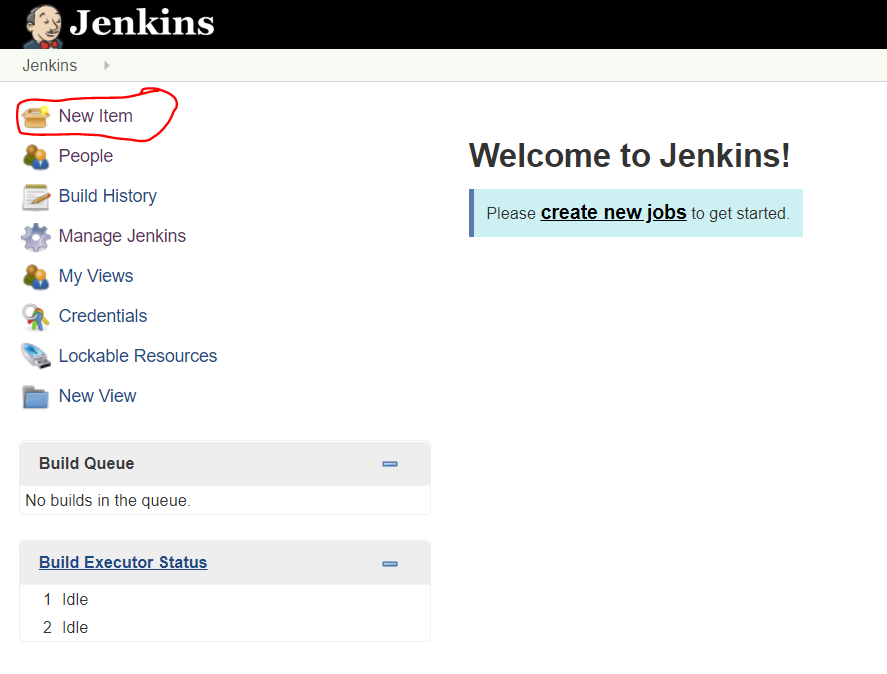 Jenkins
Jenkins
New Item
People
Build History
Manage Jenkins
My Views
Credentials
Lockable Resources
New View
Welcome to Jenkins!
Please create new jobs to get started.
Build Queue
No builds in the queue.
Build Executor Status
1 Idle
2 Idle